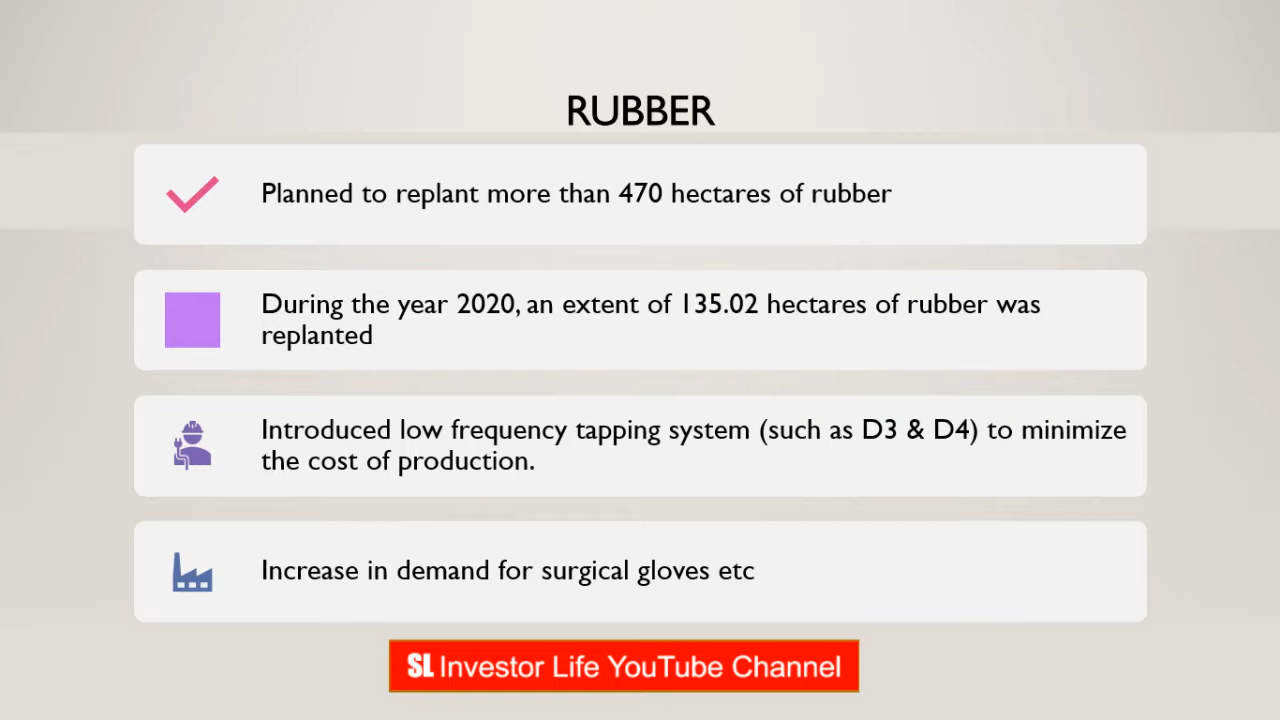 RUBBER
Planned to replant more than 470 hectares of rubber
During the year 2020, an extent of 135.02 hectares of rubber was
replanted
Introduced low frequency tapping system (such as D3 & D4) to minimize
the cost of production.
Increase in demand for surgical gloves etc
SL Investor Life YouTube Channel